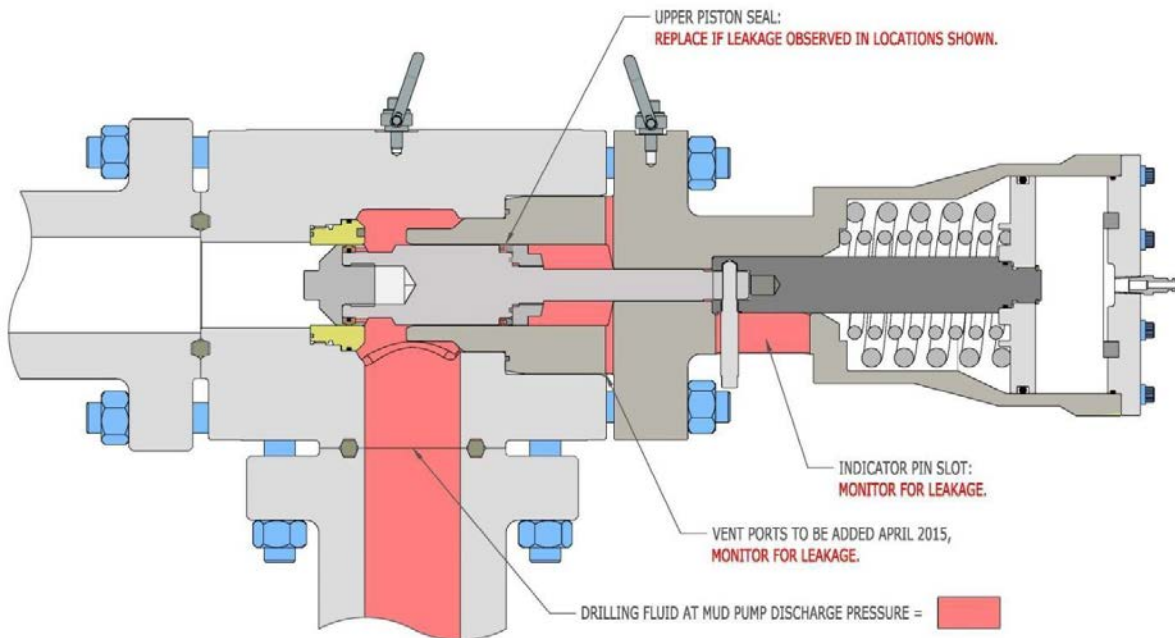 UPPER PISTON SEAL:
REPLACE IF LEAKAGE OBSERVED IN LOCATIONS SHOWN.
INDICATOR PIN SLOT:
MONITOR FOR LEAKAGE.
VENT PORTS TO BE ADDED APRIL 2015,
MONITOR FOR LEAKAGE.
DRILLING FLUID AT MUD PUMP DISCHARGE PRESSURE =